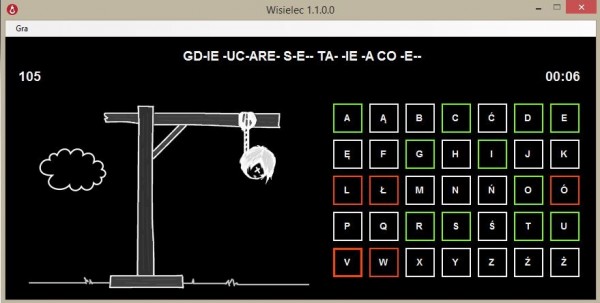 Wisielec 1.1.0.0
Gra
GD-IE -UC-ARE- S-E-- TA- -IE -A CO -E--
105
00:06
A Ą B C Ć D E
Ę F G H I J K
L Ł M N Ń O Ó
P Q R S Ś T U
V W X Y Z Ź Ż